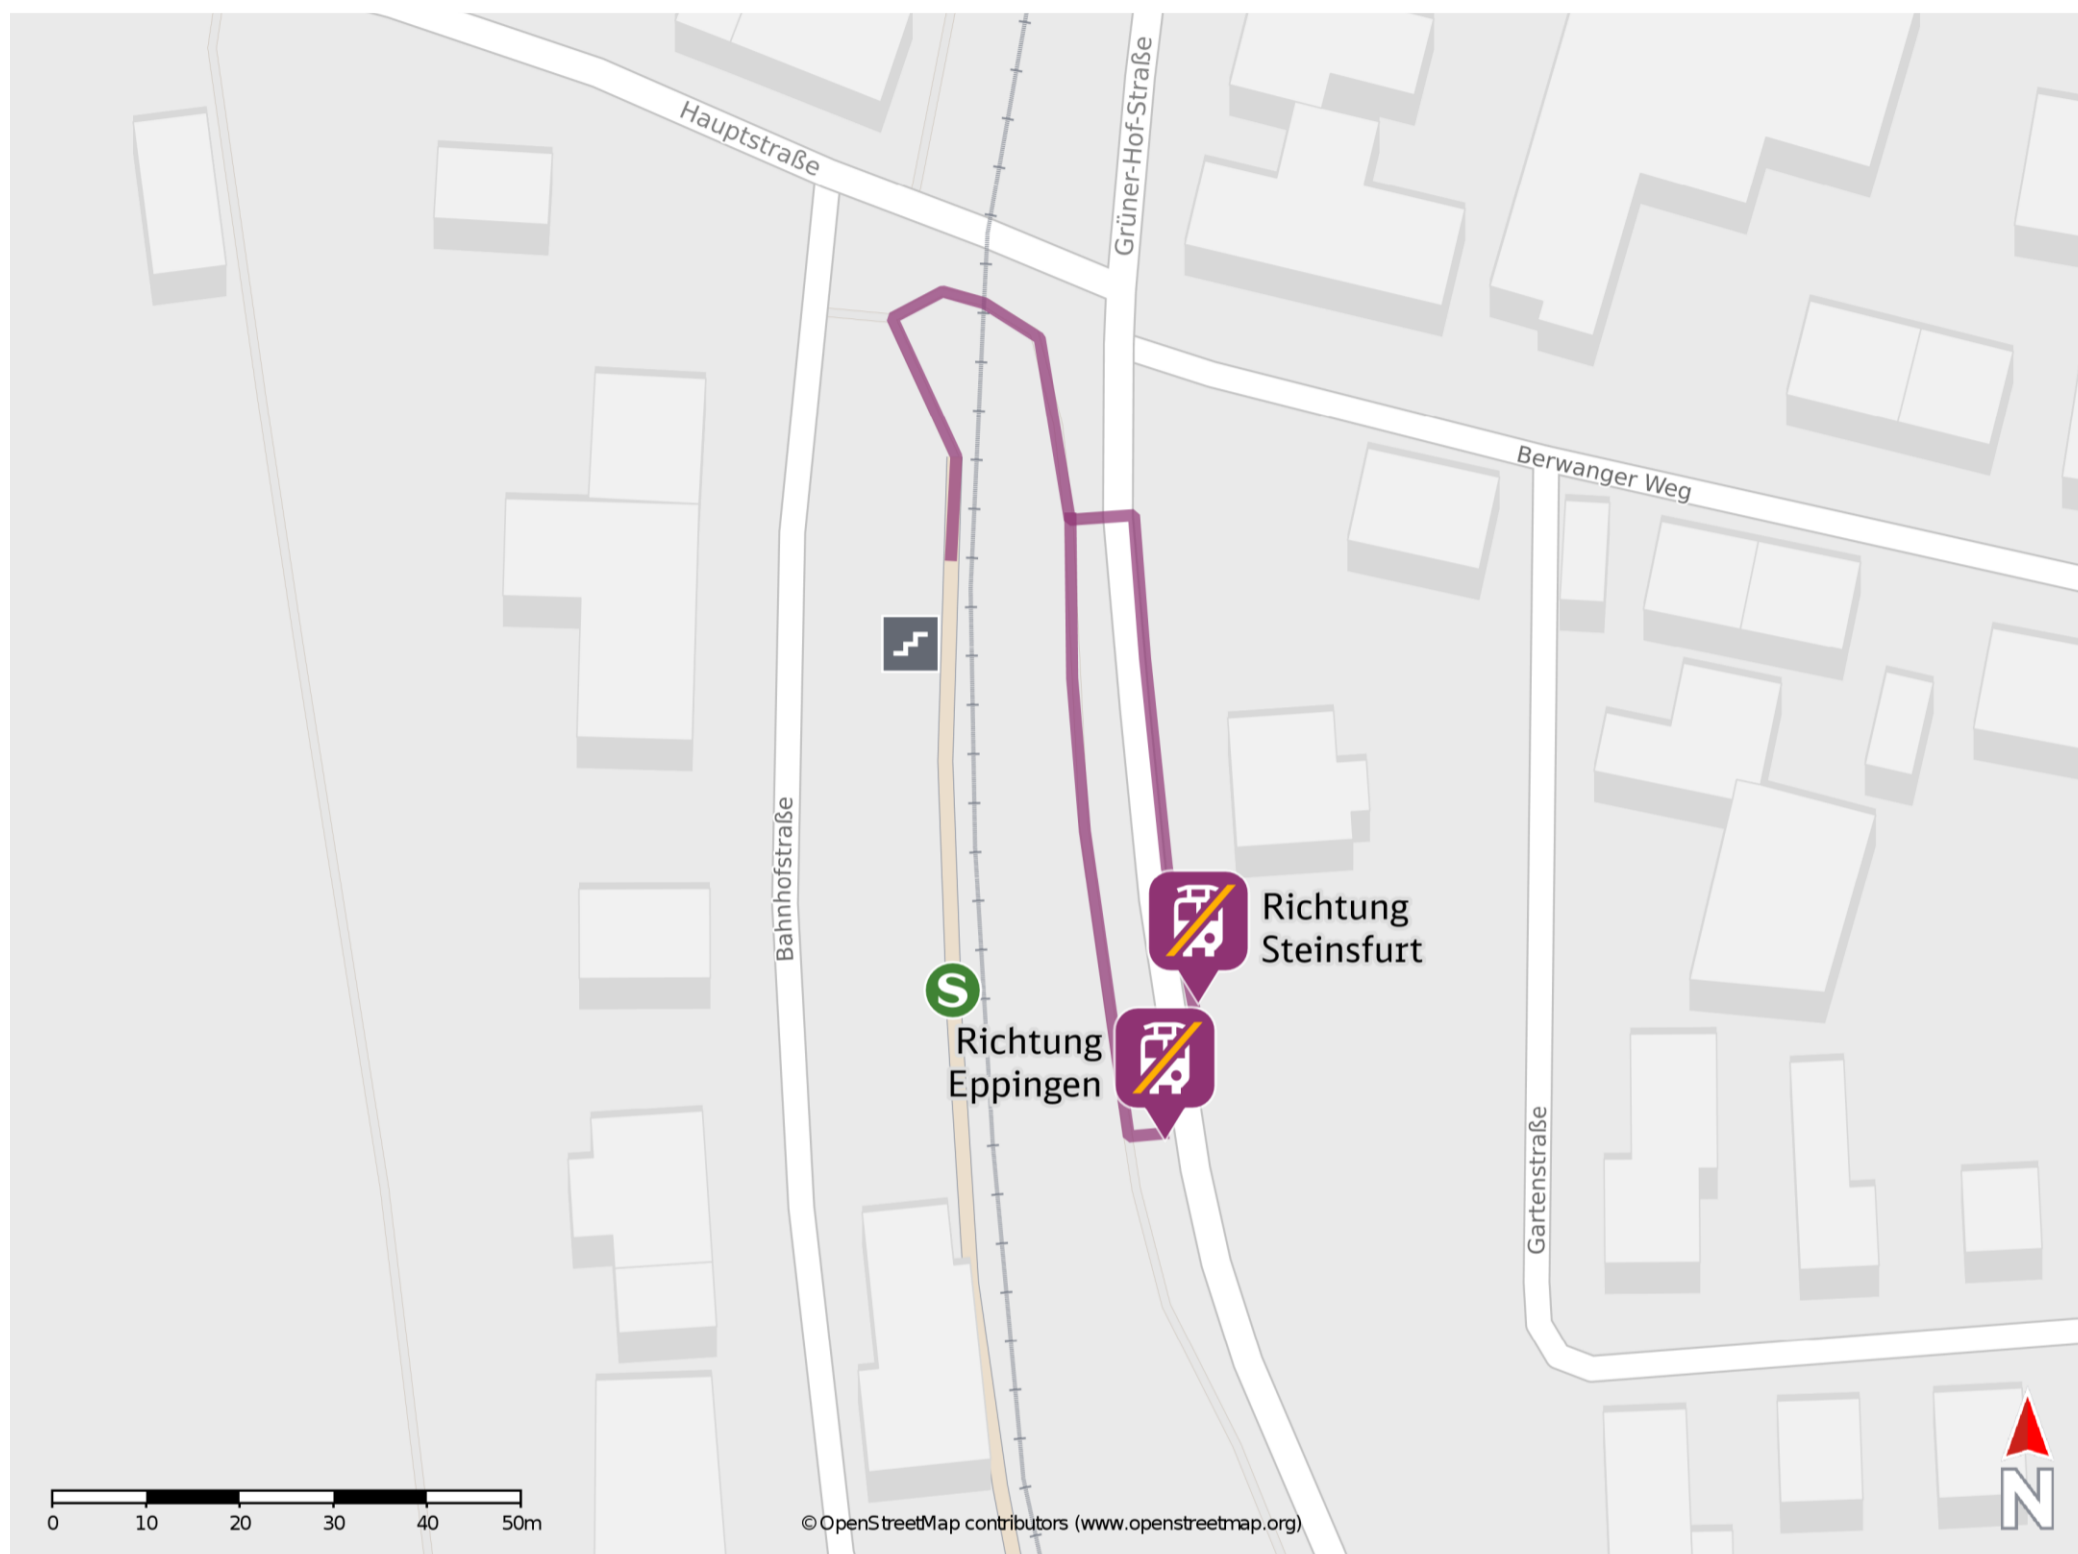 Hauptstraße
Grüner-Hof-Straße
Berwanger Weg
Bahnhofstraße
Richtung
Steinsfurt
S
Richtung
Eppingen
Gartenstraße
N
0 10 20 30 40 50m
©OpenStreetMap contributors (www.openstreetmap.org)